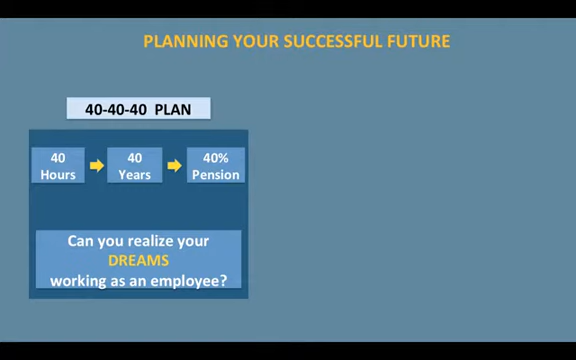 PLANNING YOUR SUCCESSFUL FUTURE
40-40-40 PLAN
40 Hours
40 Years
40% Pension
Can you realize your
DREAMS
working as an employee?